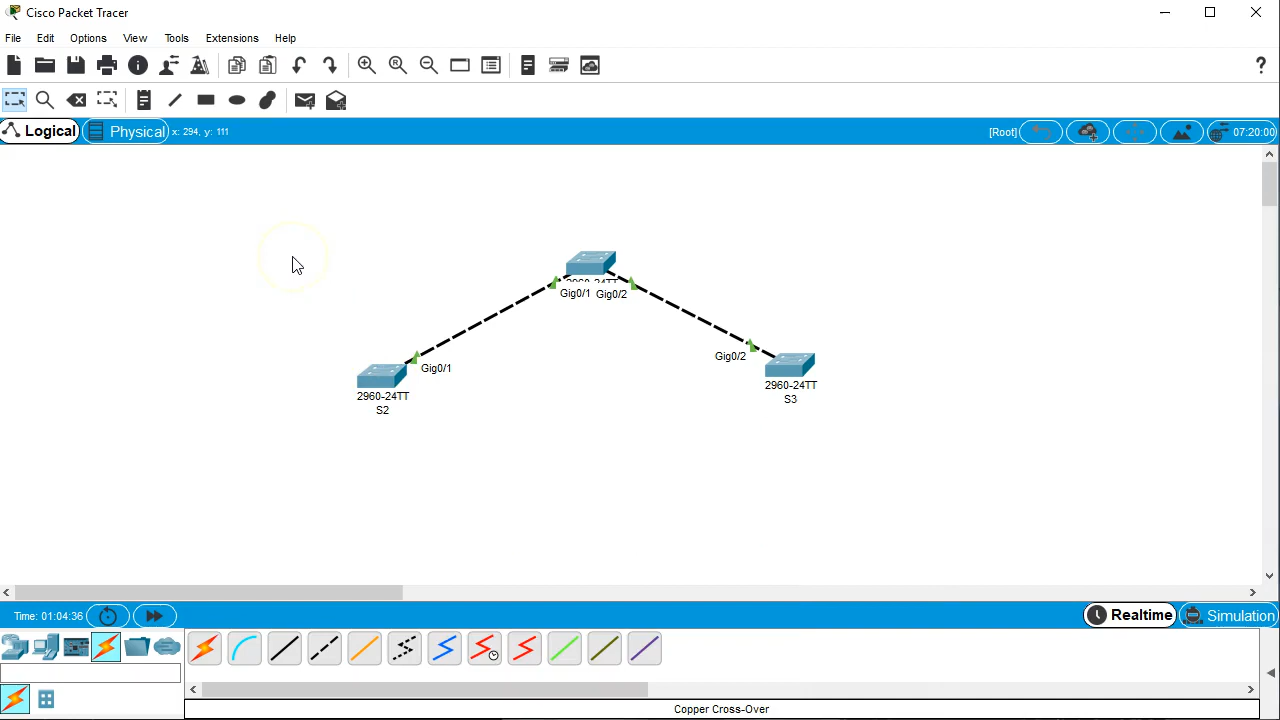 Cisco Packet Tracer
File Edit Options View Tools Extensions Help
?
Logical Physical x: 294, y: 111 [Root] 07:20:00
Gig0/1 Gig0/2
Gig0/1
2960-24TT
S2
Gig0/2
2960-24TT
S3
Time: 01:04:36 Realtime Simulation
Copper Cross-Over